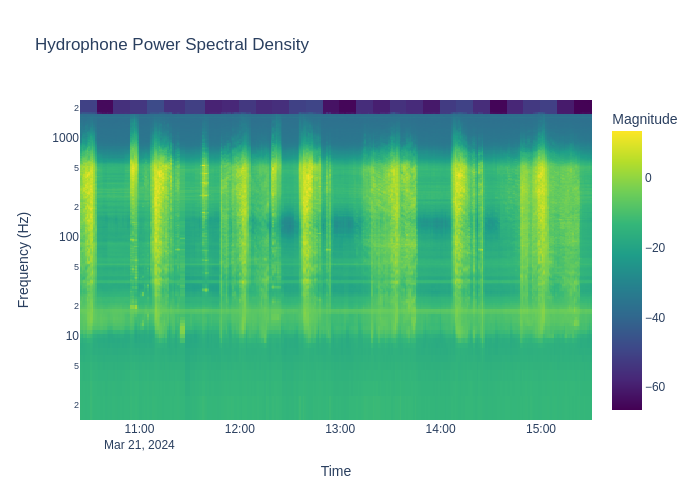 Hydrophone Power Spectral Density
Magnitude
0
−20
−40
−60
2
1000
5
2
100
5
2
10
5
2
Frequency (Hz)
11:00 12:00 13:00 14:00 15:00
Mar 21, 2024
Time